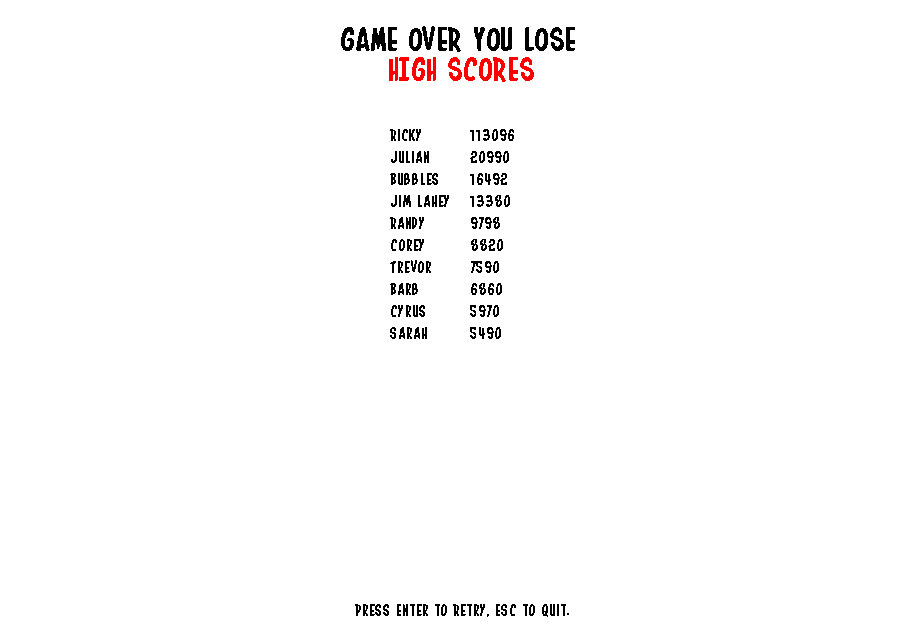 GAME OVER YOU LOSE
HIGH SCORES
RICKY 113096
JULIAN 20990
BUBBLES 16492
JIM LAHEY 13380
RANDY 9798
COREY 8820
TREVOR 7590
BARB 6860
CYRUS 5970
SARAH 5490
PRESS ENTER TO RETRY, ESC TO QUIT.